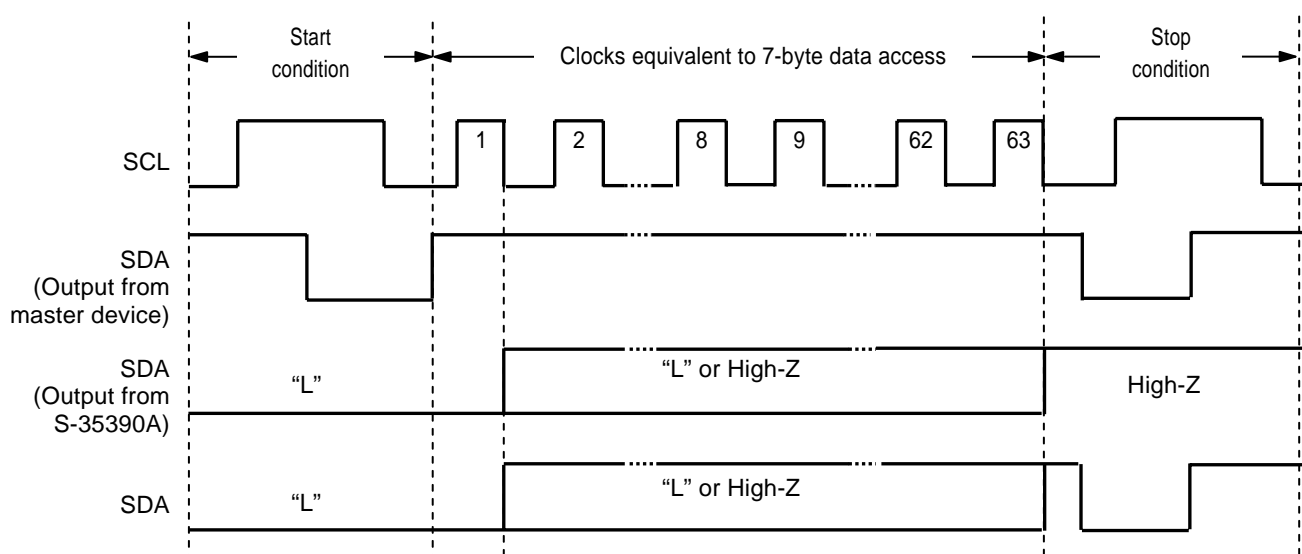 Start
condition
Clocks equivalent to 7-byte data access
Stop
condition
SCL
1
2
8
9
62
63
SDA
(Output from
master device)
SDA
(Output from
S-35390A)
“L”
“L” or High-Z
High-Z
SDA
“L”
“L” or High-Z